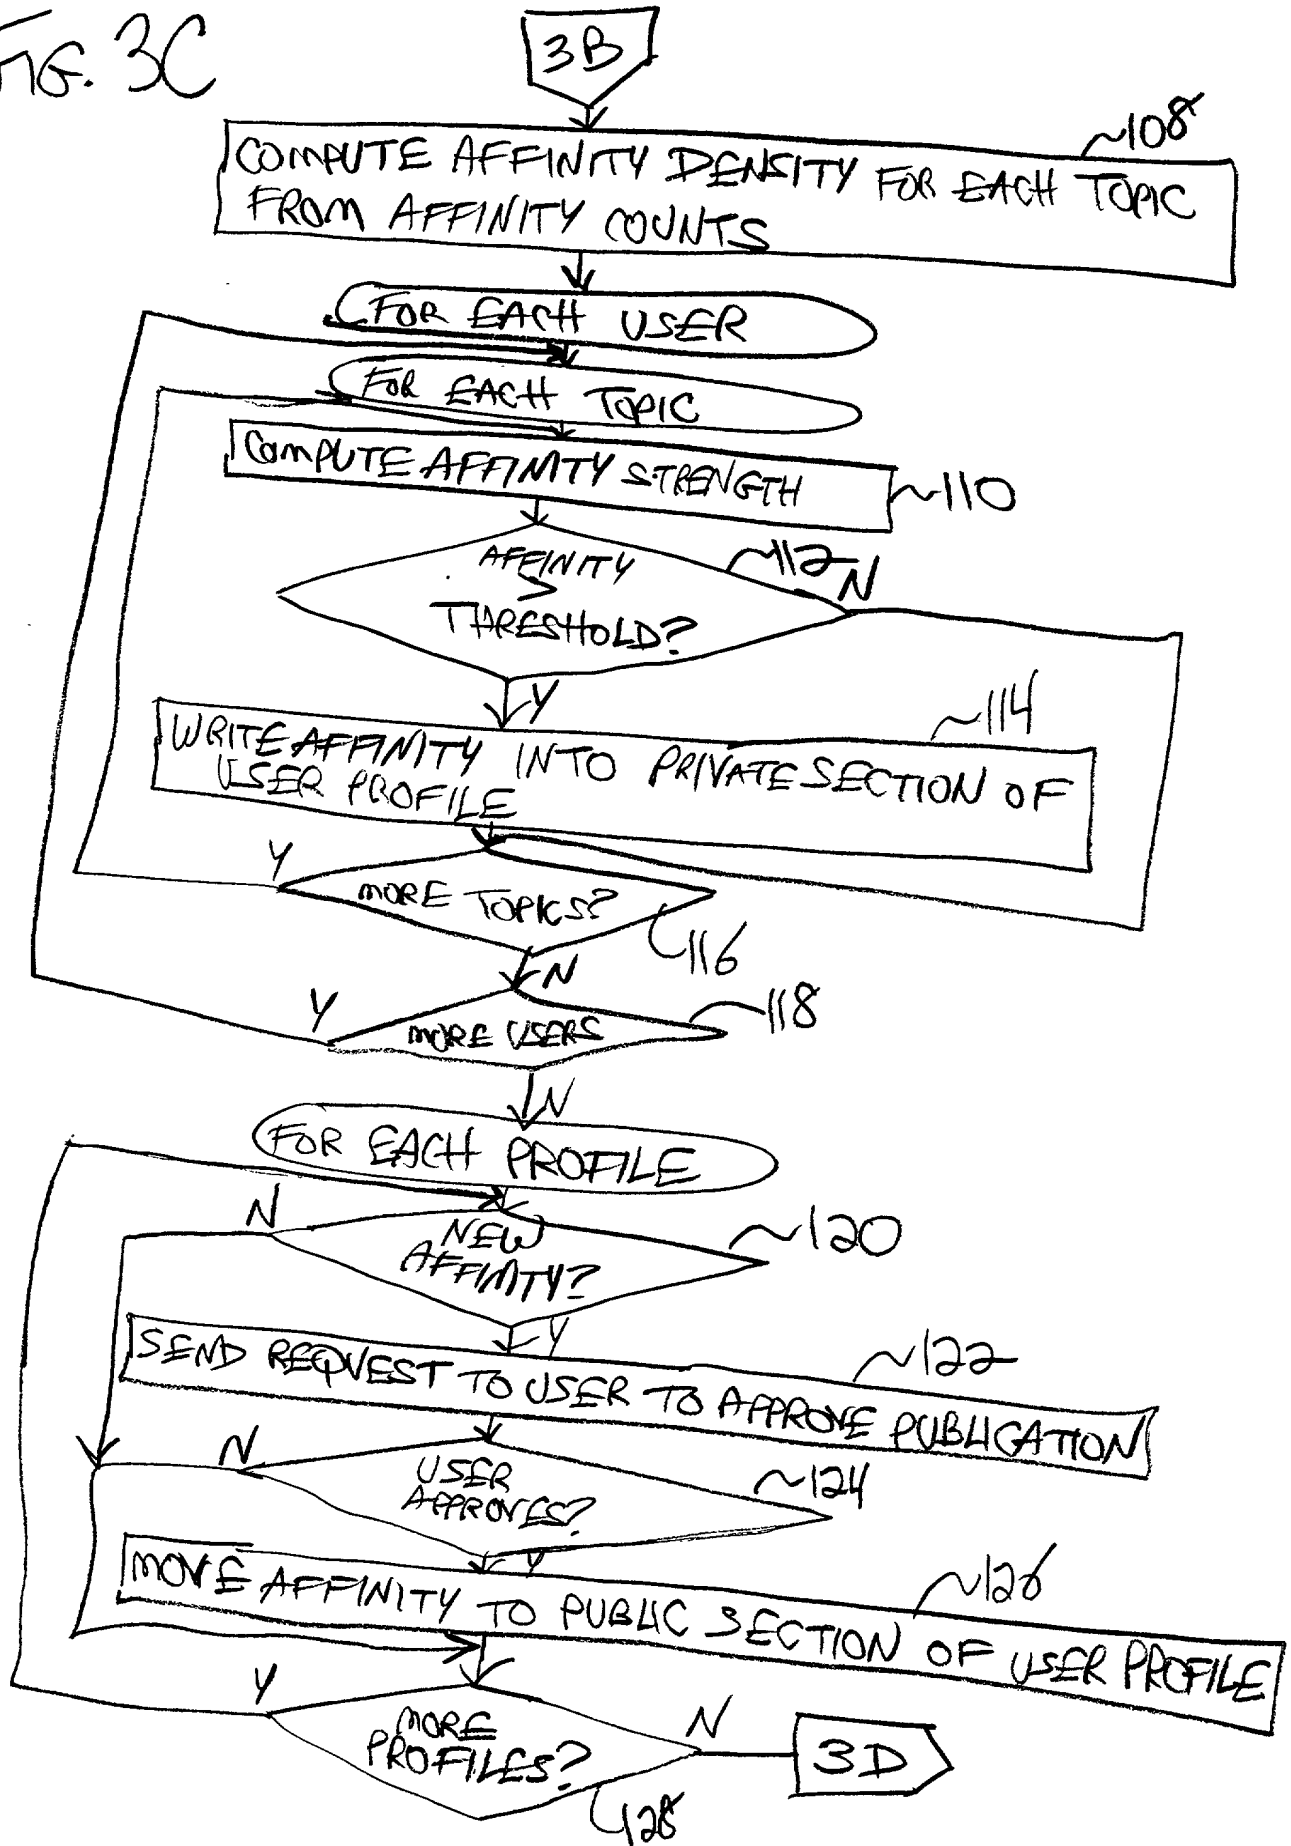 FIG. 3C
3B
~108
COMPUTE AFFINITY DENSITY FOR EACH TOPIC
FROM AFFINITY COUNTS
FOR EACH USER
FOR EACH TOPIC
COMPUTE AFFINITY STRENGTH
~110
AFFINITY
>
THRESHOLD?
~112
N
Y
~114
WRITE AFFINITY INTO PRIVATE SECTION OF
USER PROFILE
Y
MORE TOPICS?
116
N
Y
MORE USERS
~118
N
FOR EACH PROFILE
N
NEW
AFFINITY?
~120
Y
~122
SEND REQUEST TO USER TO APPROVE PUBLICATION
N
USER
APPROVES?
~124
Y
~126
MOVE AFFINITY TO PUBLIC SECTION OF USER PROFILE
Y
MORE
PROFILES?
N
3D
128